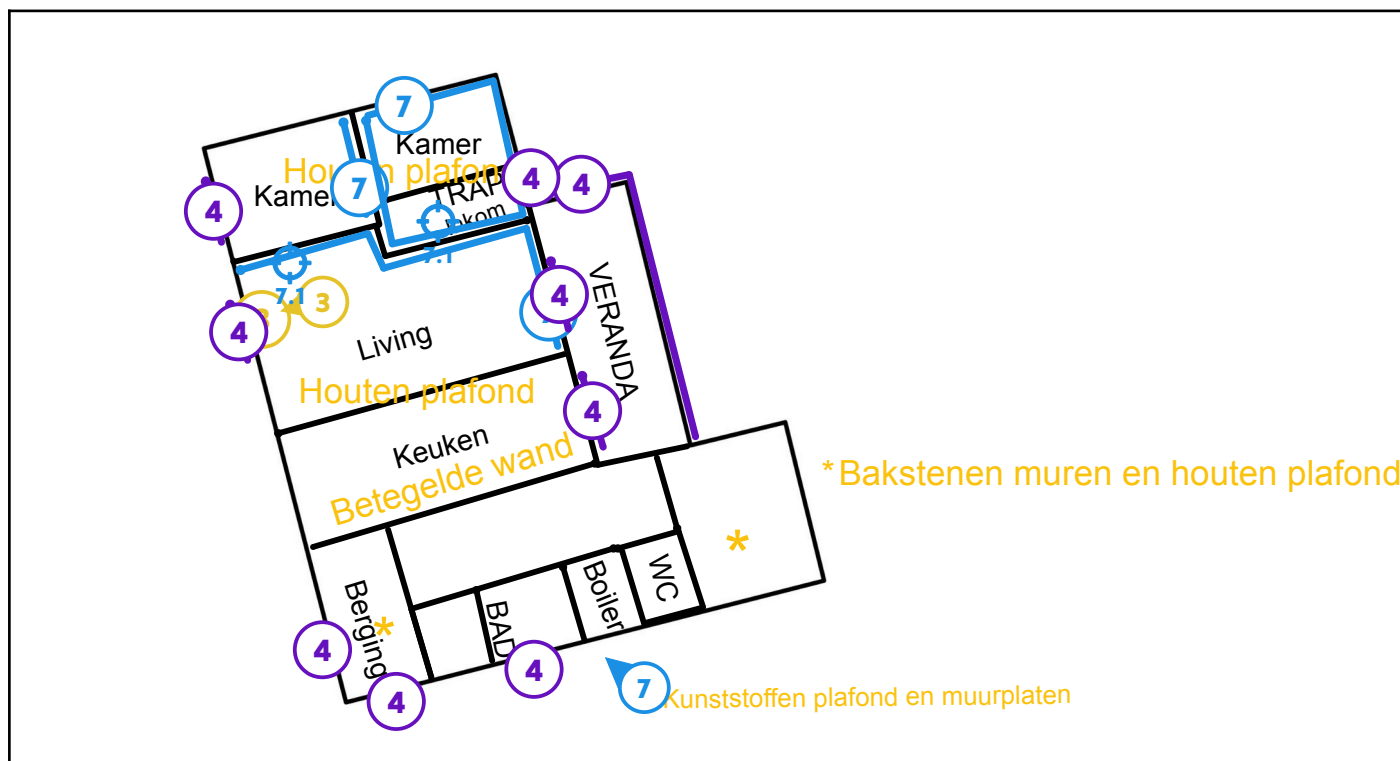 7
Kamer
Houten plafond
Kamer
7
TRAP
Inkom
4
4
4
7.1
7.1
3
4
4
Living
VERANDA
Houten plafond
4
Keuken
Betegelde wand
*Bakstenen muren en houten plafond
*
Berging
*
BAD
Boiler
WC
4
4
4
7
Kunststoffen plafond en muurplaten